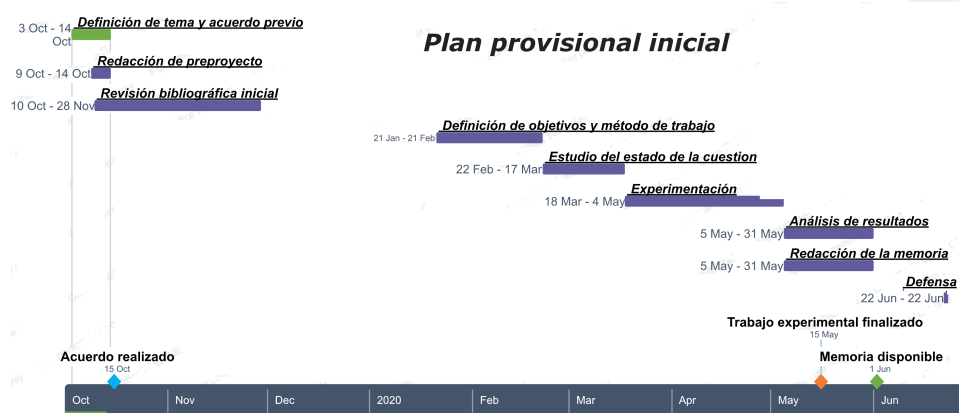 3 Oct - 14 Oct
Definición de tema y acuerdo previo
Plan provisional inicial
Redacción de preproyecto
9 Oct - 14 Oct
Revisión bibliográfica inicial
10 Oct - 28 Nov
Definición de objetivos y método de trabajo
21 Jan - 21 Feb
Estudio del estado de la cuestion
22 Feb - 17 Mar
Experimentación
18 Mar - 4 May
Análisis de resultados
5 May - 31 May
Redacción de la memoria
5 May - 31 May
Defensa
22 Jun - 22 Jun
Trabajo experimental finalizado
15 May
Acuerdo realizado
15 Oct
Memoria disponible
1 Jun
Oct Nov Dec 2020 Feb Mar Apr May Jun